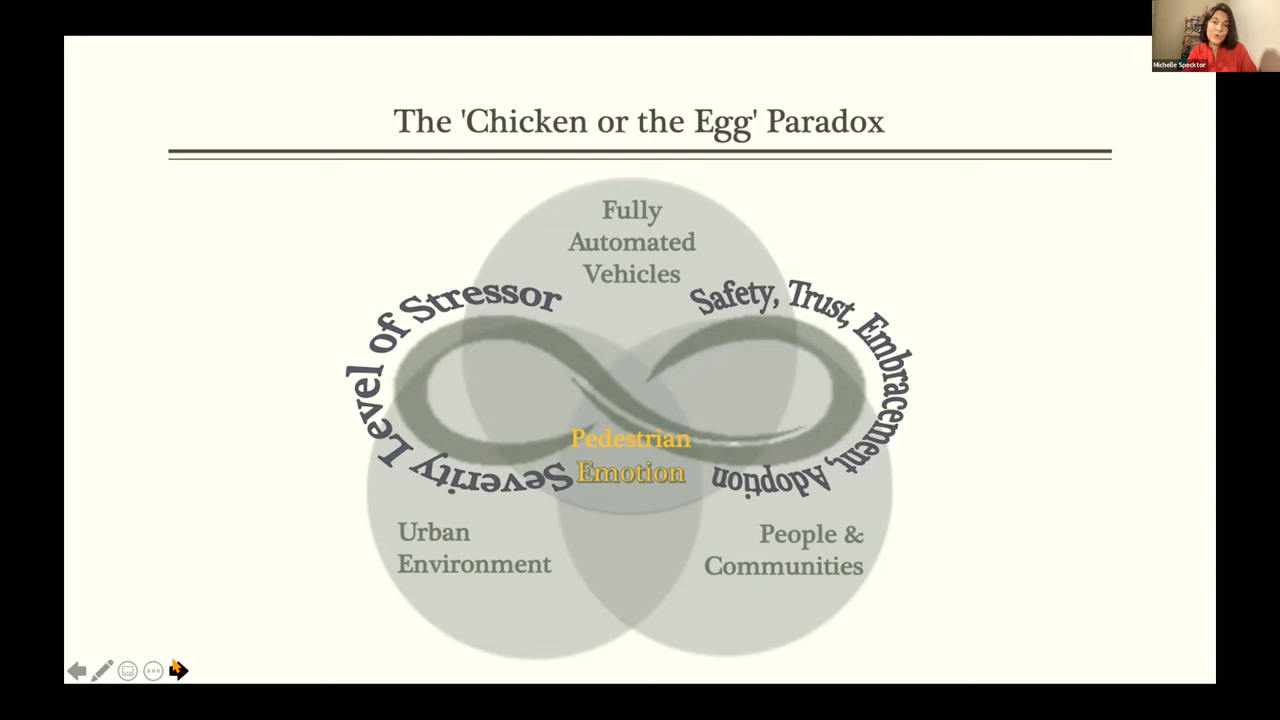 Michelle Specktor
The 'Chicken or the Egg' Paradox
Fully
Automated
Vehicles
Severity Level of Stressor
Safety, Trust, Embracement, Adoption
Pedestrian
Emotion
Urban
Environment
People &
Communities